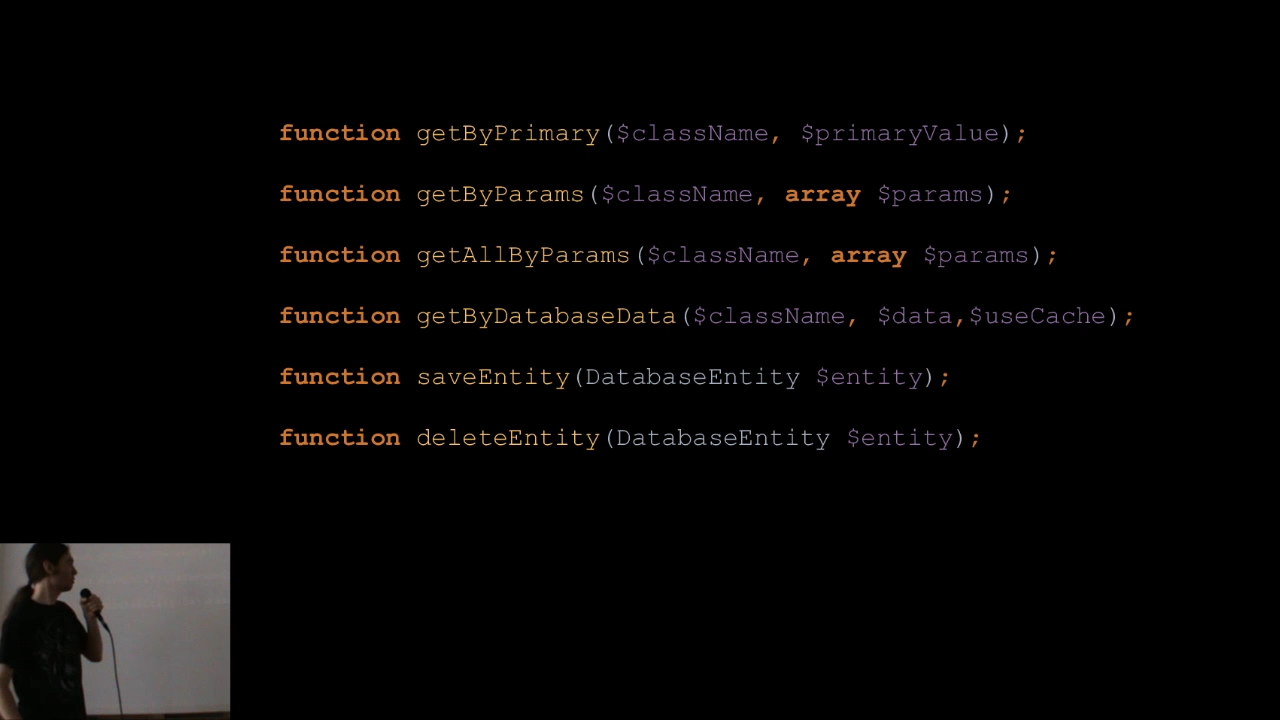 function getByPrimary($className, $primaryValue);
function getByParams($className, array $params);
function getAllByParams($className, array $params);
function getByDatabaseData($className, $data,$useCache);
function saveEntity(DatabaseEntity $entity);
function deleteEntity(DatabaseEntity $entity);